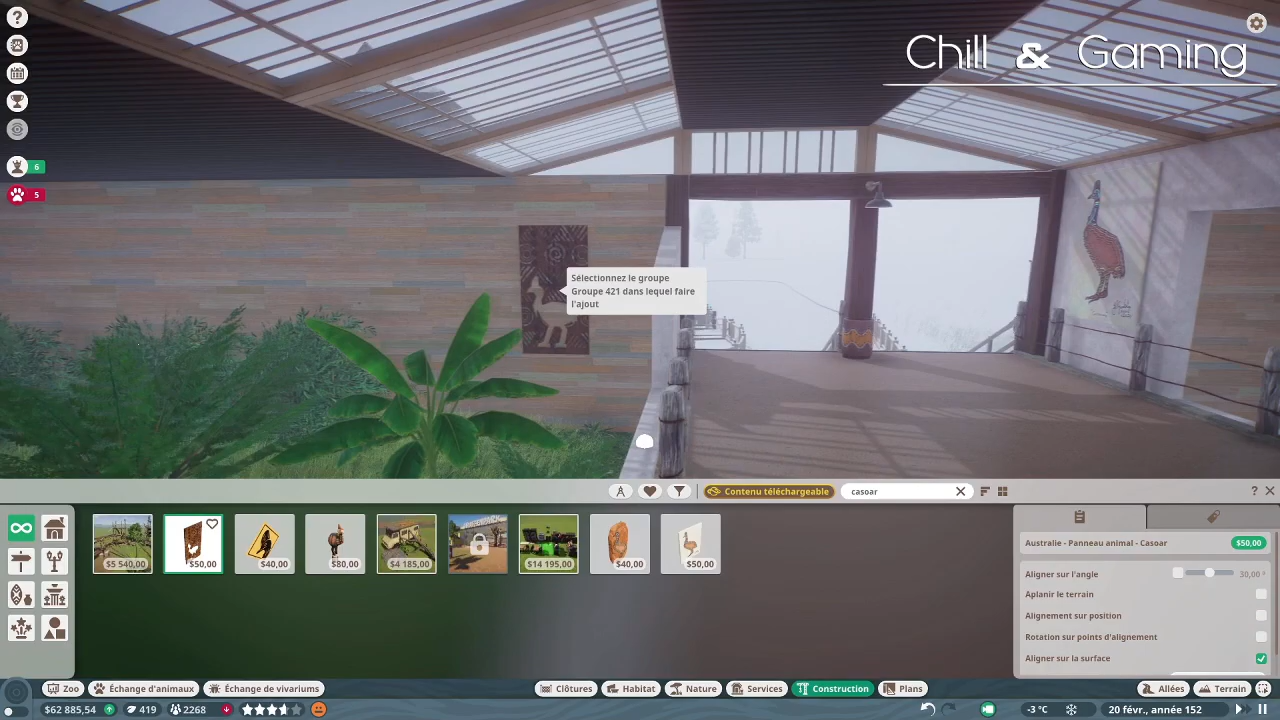 Chill & Gaming
6
5
Sélectionnez le groupe
Groupe 421 dans lequel faire
l'ajout
Contenu téléchargeable
casoar
?
?
$5 540,00
$50,00
$40,00
$80,00
$4 185,00
$14 195,00
$40,00
$50,00
Australie - Panneau animal - Casoar
$50,00
Aligner sur l'angle
30,00 °
Aplanir le terrain
Alignement sur position
Rotation sur points d'alignement
Aligner sur la surface
Zoo
Échange d'animaux
Échange de vivariums
Clôtures
Habitat
Nature
Services
Construction
Plans
Allées
Terrain
$62 885,54
419
2268
-3 °C
20 févr., année 152